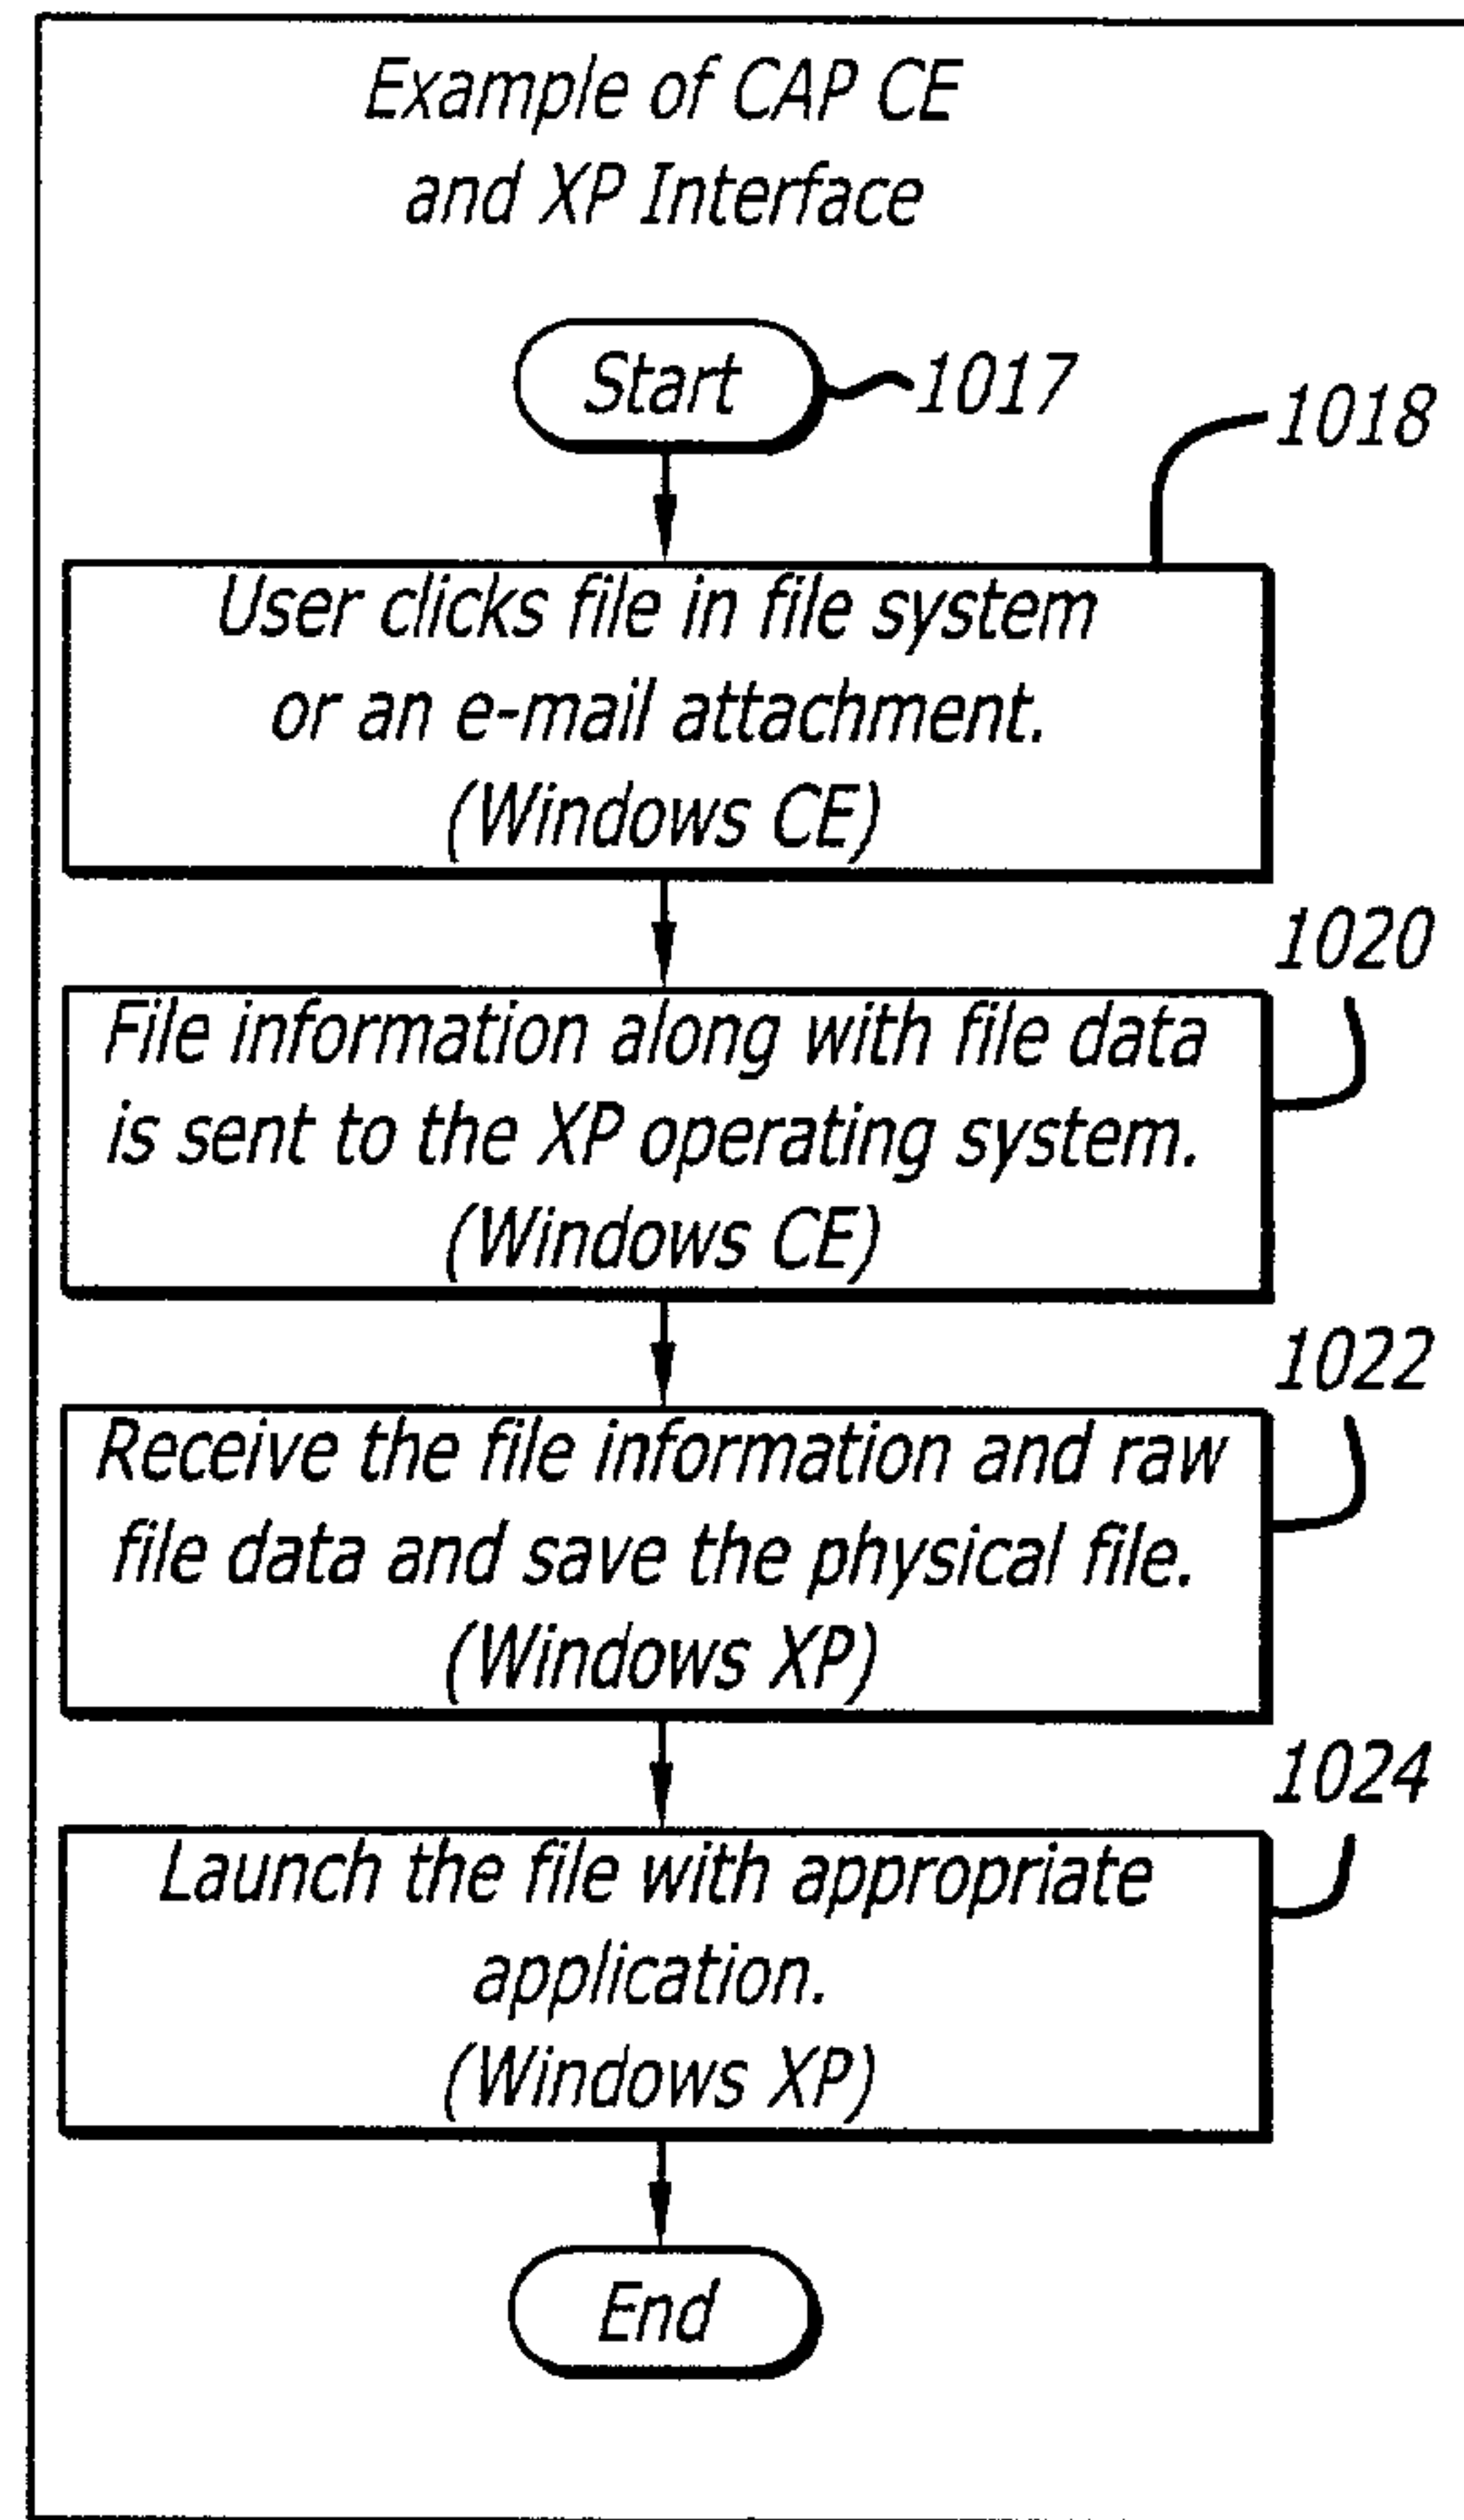 Example of CAP CE
and XP Interface
Start
1017
1018
User clicks file in file system
or an e-mail attachment.
(Windows CE)
1020
File information along with file data
is sent to the XP operating system.
(Windows CE)
1022
Receive the file information and raw
file data and save the physical file.
(Windows XP)
1024
Launch the file with appropriate
application.
(Windows XP)
End